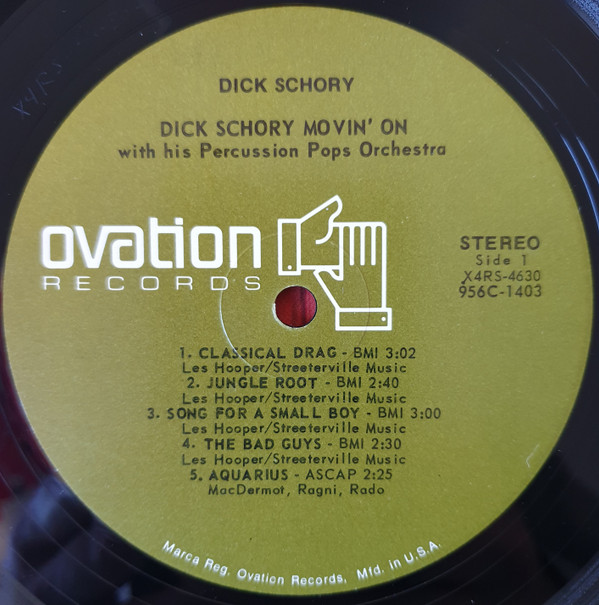 X4RS
DICK SCHORY
DICK SCHORY MOVIN' ON
with his Percussion Pops Orchestra
ovation
RECORDS
STEREO
Side 1
X4RS-4630
956C-1403
1. CLASSICAL DRAG - BMI 3:02
Les Hooper/Streeterville Music
2. JUNGLE ROOT - BMI 2:40
Les Hooper/Streeterville Music
3. SONG FOR A SMALL BOY - BMI 3:00
Les Hooper/Streeterville Music
4. THE BAD GUYS - BMI 2:30
Les Hooper/Streeterville Music
5. AQUARIUS - ASCAP 2:25
MacDermot, Ragni, Rado
Marca Reg. Ovation Records, Mfd. in U.S.A.